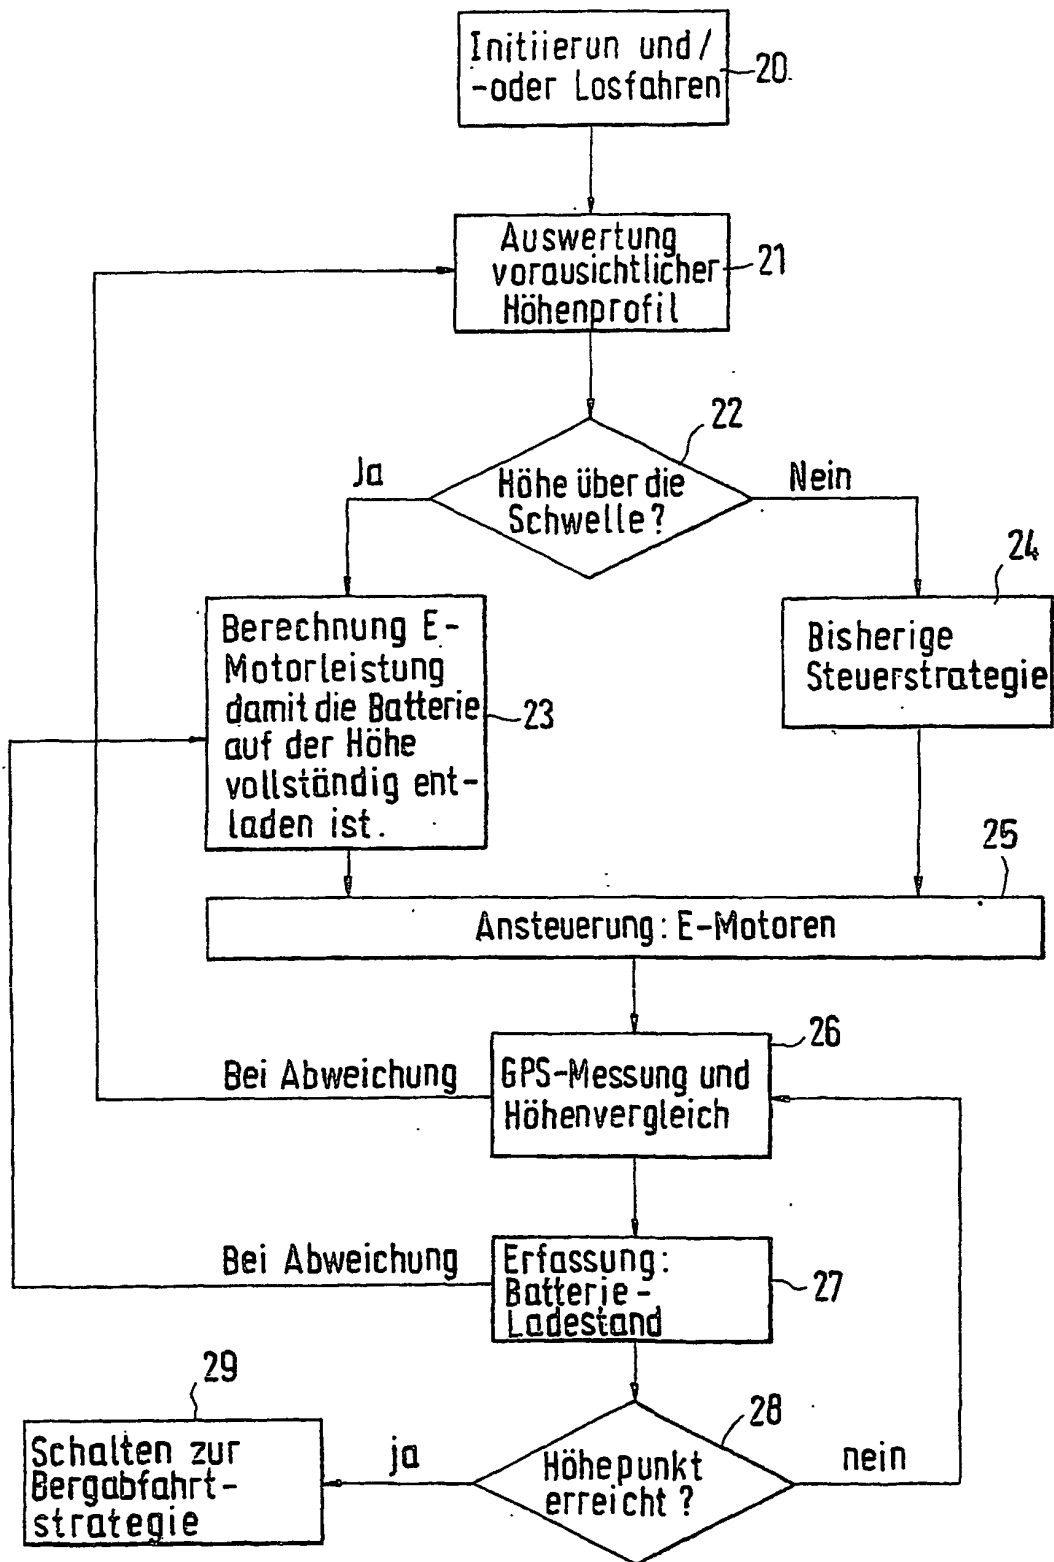 Initiierun und/
-oder Losfahren
20
Auswertung
vorausichtlicher
Höhenprofil
21
22
Ja
Höhe über die
Schwelle?
Nein
24
Berechnung E-
Motorleistung
damit die Batterie
auf der Höhe
vollständig ent-
laden ist.
23
Bisherige
Steuerstrategie
25
Ansteuerung: E-Motoren
26
Bei Abweichung
GPS-Messung und
Höhenvergleich
Bei Abweichung
Erfassung:
Batterie-
Ladestand
27
29
28
Schalten zur
Bergabfahrt-
strategie
ja
Höhepunkt
erreicht?
nein